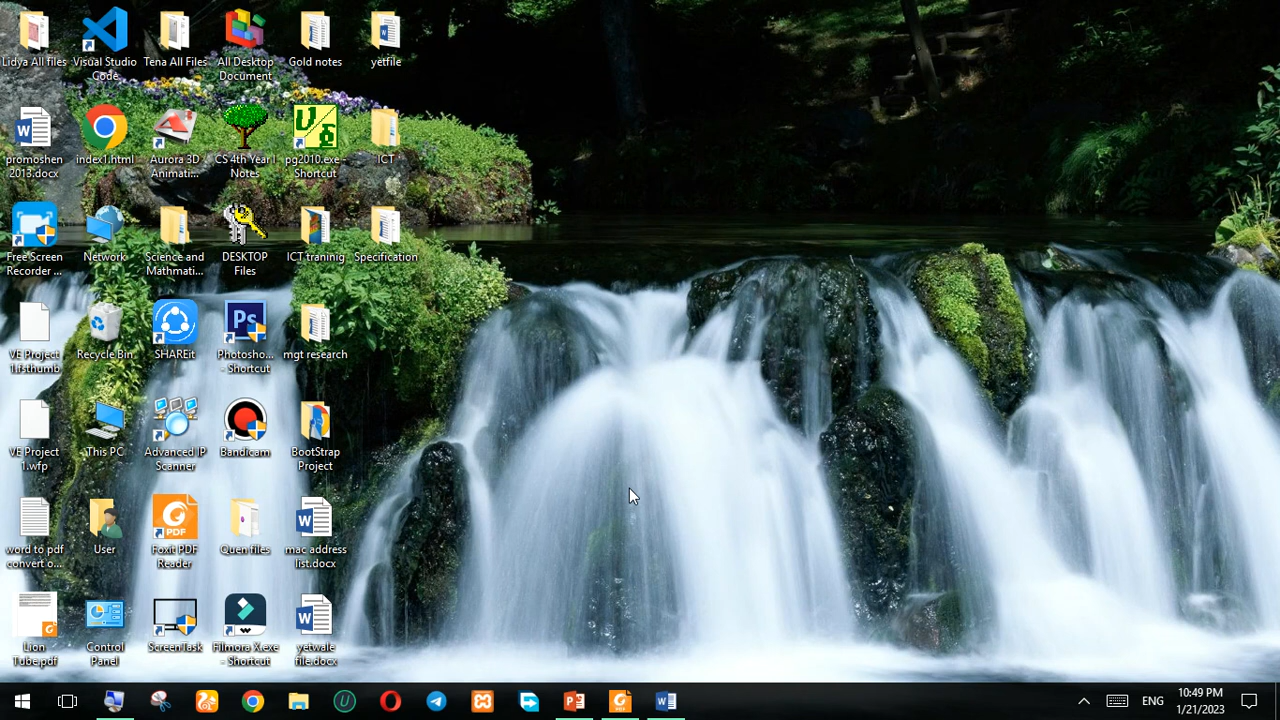 Lidya All files
Visual Studio Code
Tena All Files
All Desktop Document
Gold notes
yetfile
promoshen 2013.docx
index1.html
Aurora 3D Animati...
CS 4th Year I Notes
pg2010.exe - Shortcut
ICT
Free Screen Recorder ...
Network
Science and Mathmati...
DESKTOP Files
ICT traninig
Specification
VE Project 1.fsthumb
Recycle Bin
SHAREit
Photosho... - Shortcut
mgt research
VE Project 1.wfp
This PC
Advanced IP Scanner
Bandicam
BootStrap Project
word to pdf convert o...
User
Foxit PDF Reader
Quen files
mac address list.docx
Lion Tube.pdf
Control Panel
ScreenTask
Filmora X.exe - Shortcut
yetwale file.docx
ENG
10:49 PM
1/21/2023